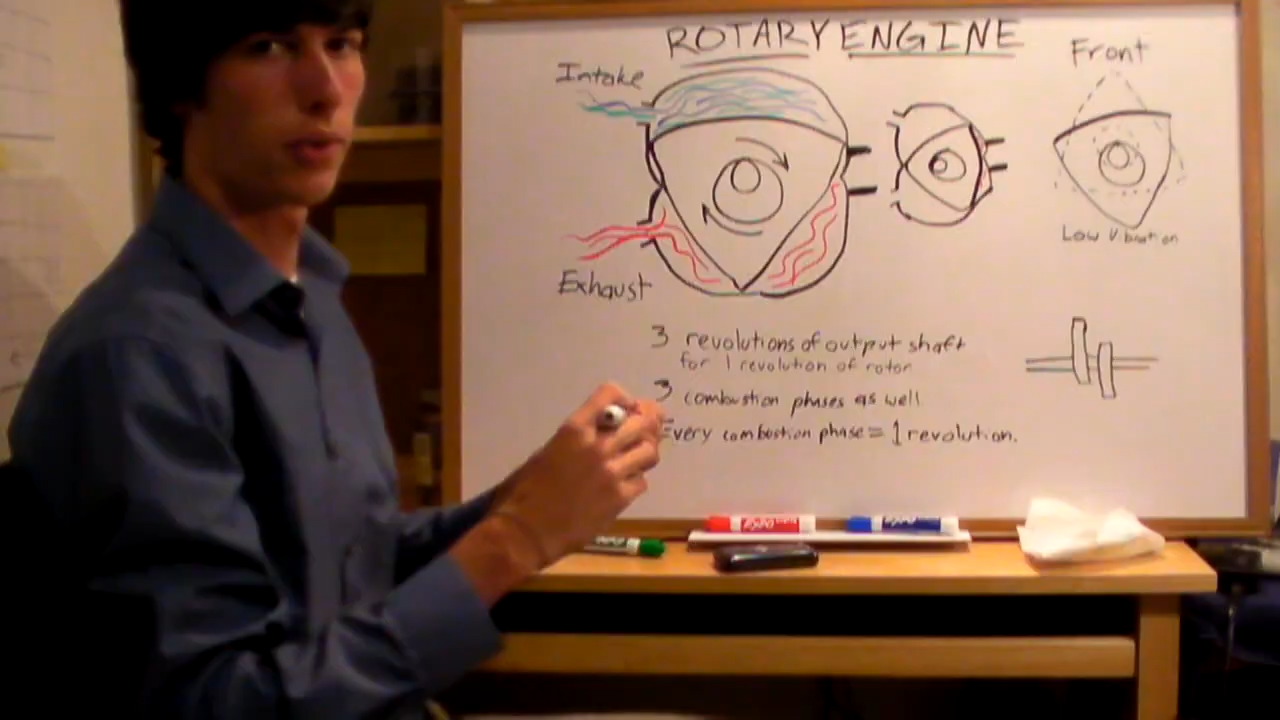 ROTARY ENGINE
Intake
Front
Low Vibration
Exhaust
3 revolutions of output shaft
for 1 revolution of rotor
3 combustion phases as well
Every combostion phase = 1 revolution.